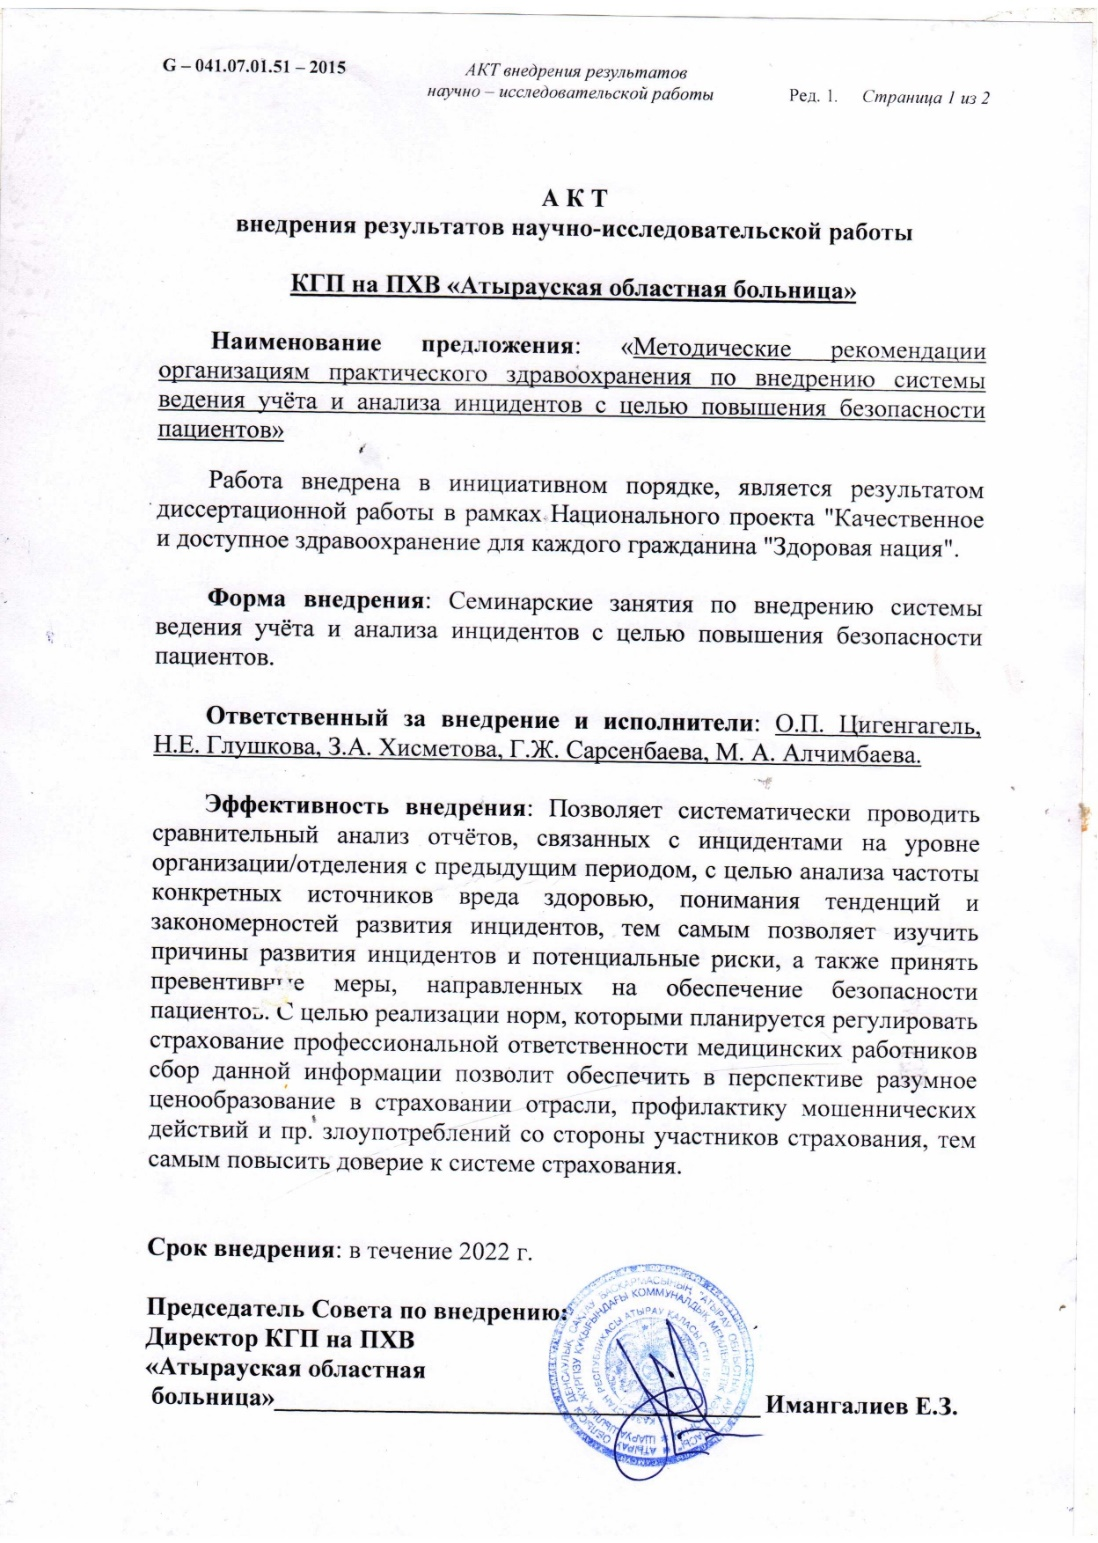 G – 041.07.01.51 – 2015
АКТ внедрения результатов
научно – исследовательской работы
Ред. 1. Страница 1 из 2
А К Т
внедрения результатов научно-исследовательской работы
КГП на ПХВ «Атырауская областная больница»
Наименование предложения: «Методические рекомендации
организациям практического здравоохранения по внедрению системы
ведения учёта и анализа инцидентов с целью повышения безопасности
пациентов»
Работа внедрена в инициативном порядке, является результатом
диссертационной работы в рамках Национального проекта "Качественное
и доступное здравоохранение для каждого гражданина "Здоровая нация".
Форма внедрения: Семинарские занятия по внедрению системы
ведения учёта и анализа инцидентов с целью повышения безопасности
пациентов.
Ответственный за внедрение и исполнители: О.П. Цигенгагель,
Н.Е. Глушкова, З.А. Хисметова, Г.Ж. Сарсенбаева, М. А. Алчимбаева.
Эффективность внедрения: Позволяет систематически проводить
сравнительный анализ отчётов, связанных с инцидентами на уровне
организации/отделения с предыдущим периодом, с целью анализа частоты
конкретных источников вреда здоровью, понимания тенденций и
закономерностей развития инцидентов, тем самым позволяет изучить
причины развития инцидентов и потенциальные риски, а также принять
превентивные меры, направленных на обеспечение безопасности
пациентов. С целью реализации норм, которыми планируется регулировать
страхование профессиональной ответственности медицинских работников
сбор данной информации позволит обеспечить в перспективе разумное
ценообразование в страховании отрасли, профилактику мошеннических
действий и пр. злоупотреблений со стороны участников страхования, тем
самым повысить доверие к системе страхования.
Срок внедрения: в течение 2022 г.
Председатель Совета по внедрению:
Директор КГП на ПХВ
«Атырауская областная
больница»____________________ Имангалиев Е.З.